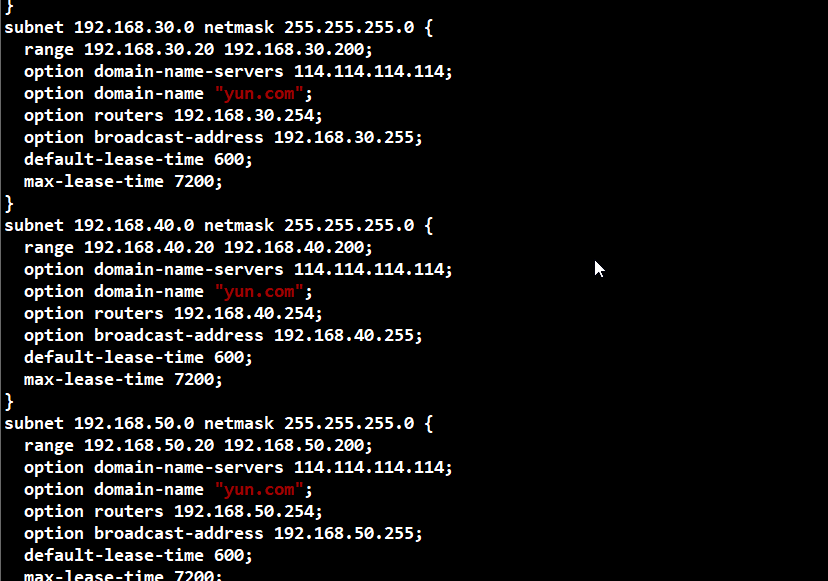 }
subnet 192.168.30.0 netmask 255.255.255.0 {
  range 192.168.30.20 192.168.30.200;
  option domain-name-servers 114.114.114.114;
  option domain-name "yun.com";
  option routers 192.168.30.254;
  option broadcast-address 192.168.30.255;
  default-lease-time 600;
  max-lease-time 7200;
}
subnet 192.168.40.0 netmask 255.255.255.0 {
  range 192.168.40.20 192.168.40.200;
  option domain-name-servers 114.114.114.114;
  option domain-name "yun.com";
  option routers 192.168.40.254;
  option broadcast-address 192.168.40.255;
  default-lease-time 600;
  max-lease-time 7200;
}
subnet 192.168.50.0 netmask 255.255.255.0 {
  range 192.168.50.20 192.168.50.200;
  option domain-name-servers 114.114.114.114;
  option domain-name "yun.com";
  option routers 192.168.50.254;
  option broadcast-address 192.168.50.255;
  default-lease-time 600;
  max-lease-time 7200;